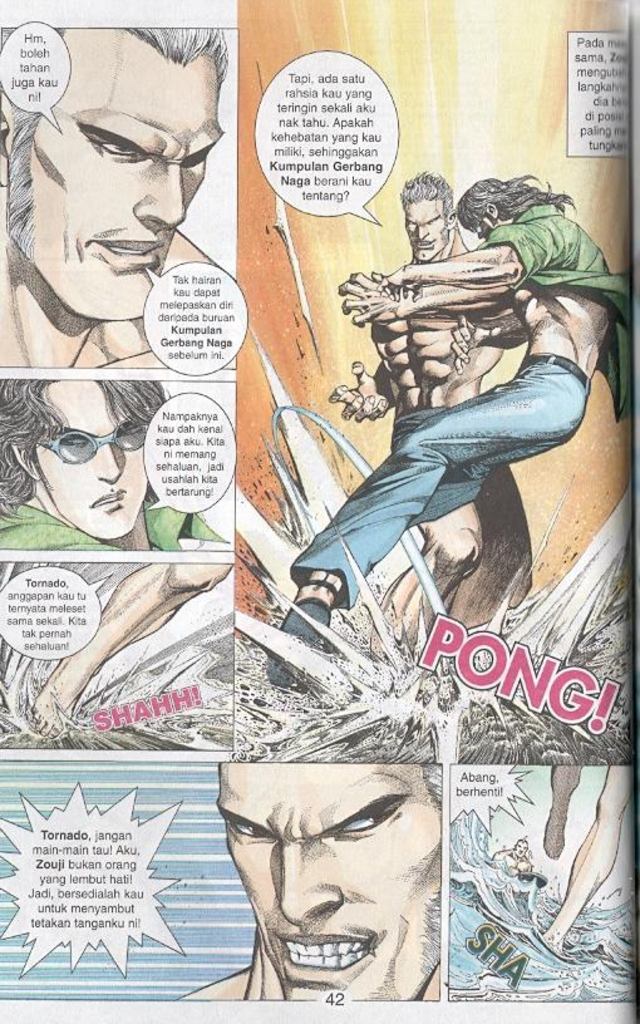 Hm,
boleh
tahan
juga kau
ni!
Tak hairan
kau dapat
melepaskan diri
daripada buruan
Kumpulan
Gerbang Naga
sebelum ini.
Tapi, ada satu
rahsia kau yang
teringin sekali aku
nak tahu. Apakah
kehebatan yang kau
miliki, sehinggakan
Kumpulan Gerbang
Naga berani kau
tentang?
Pada
sama,
langkah
dia
di
paling
PONG!
Nampaknya
kau dah kenal
siapa aku. Kita
ni memang
sehaluan, jadi
usahlah kita
bertarung!
Tornado,
anggapan kau tu
ternyata meleset
sama sekali. Kita
tak pernah
sehaluan!
SHAHH!
Tornado, jangan
main-main tau! Aku,
Zouji bukan orang
yang lembut hati!
Jadi, bersedialah kau
untuk menyambut
tetakan tanganku ni!
Abang,
berhenti!
SHA
42